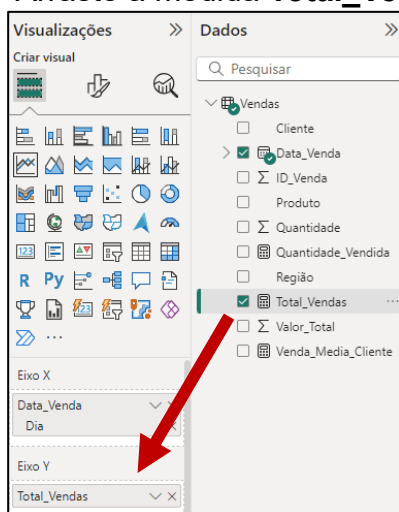 Visualizações
Criar visual
123
R Py
Eixo X
Data_Venda
Dia
Eixo Y
Total_Vendas
Dados
Pesquisar
Vendas
Cliente
Data_Venda
ID_Venda
Produto
Quantidade
Quantidade_Vendida
Região
Total_Vendas
Valor_Total
Venda_Media_Cliente